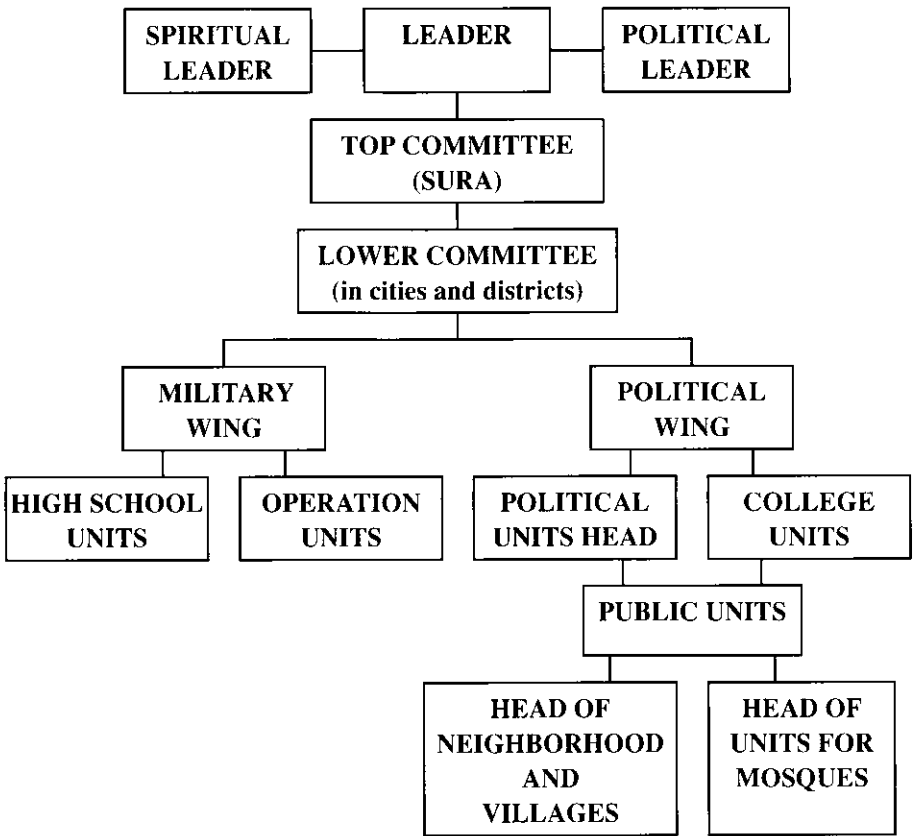 SPIRITUAL
LEADER
LEADER
POLITICAL
LEADER
TOP COMMITTEE
(SURA)
LOWER COMMITTEE
(in cities and districts)
MILITARY
WING
POLITICAL
WING
HIGH SCHOOL
UNITS
OPERATION
UNITS
POLITICAL
UNITS HEAD
COLLEGE
UNITS
PUBLIC UNITS
HEAD OF
NEIGHBORHOOD
AND
VILLAGES
HEAD OF
UNITS FOR
MOSQUES